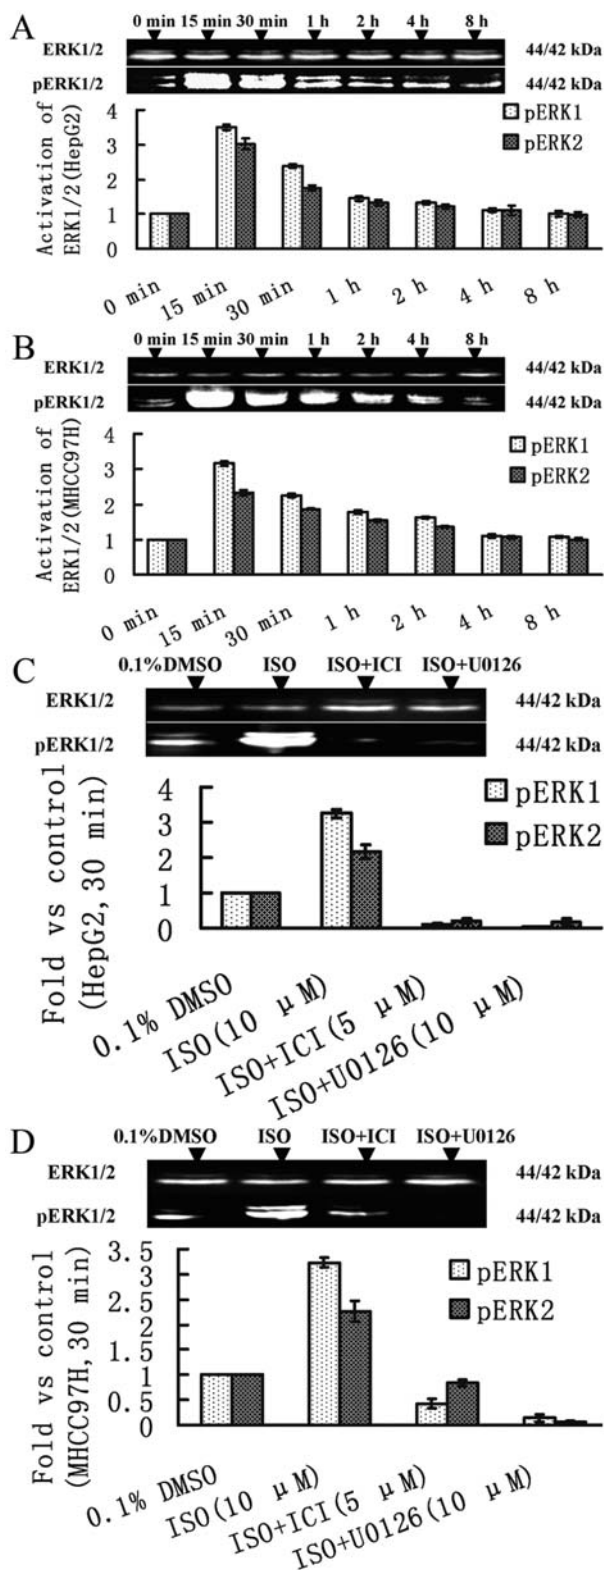 A
0 min 15 min 30 min 1 h 2 h 4 h 8 h
ERK1/2 44/42 kDa
pERK1/2 44/42 kDa
Activation of
ERK1/2(HepG2)
4
3
2
1
0
pERK1
pERK2
0 min 15 min 30 min 1 h 2 h 4 h 8 h
B
0 min 15 min 30 min 1 h 2 h 4 h 8 h
ERK1/2 44/42 kDa
pERK1/2 44/42 kDa
Activation of
ERK1/2(MHCC97H)
4
3
2
1
0
pERK1
pERK2
0 min 15 min 30 min 1 h 2 h 4 h 8 h
C
0.1%DMSO ISO ISO+ICI ISO+U0126
ERK1/2 44/42 kDa
pERK1/2 44/42 kDa
Fold vs control
(HepG2,30 min)
4
3
2
1
0
pERK1
pERK2
0.1% DMSO
ISO(10 μM)
ISO+ICI(5 μM)
ISO+U0126(10 μM)
D
0.1%DMSO ISO ISO+ICI ISO+U0126
ERK1/2 44/42 kDa
pERK1/2 44/42 kDa
Fold vs control
(MHCC97H,30 min)
3.5
3
2.5
2
1.5
1
0.5
0
pERK1
pERK2
0.1% DMSO
ISO(10 μM)
ISO+ICI(5 μM)
ISO+U0126(10 μM)